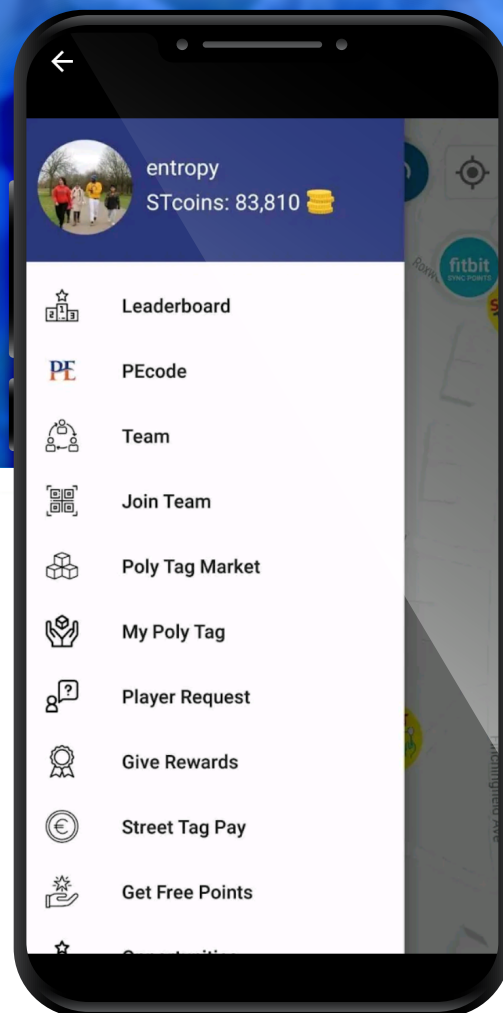 entropy
STcoins: 83,810
fitbit
SYNC POINTS
Leaderboard
PE
PEcode
Team
Join Team
Poly Tag Market
My Poly Tag
Player Request
Give Rewards
Street Tag Pay
Get Free Points